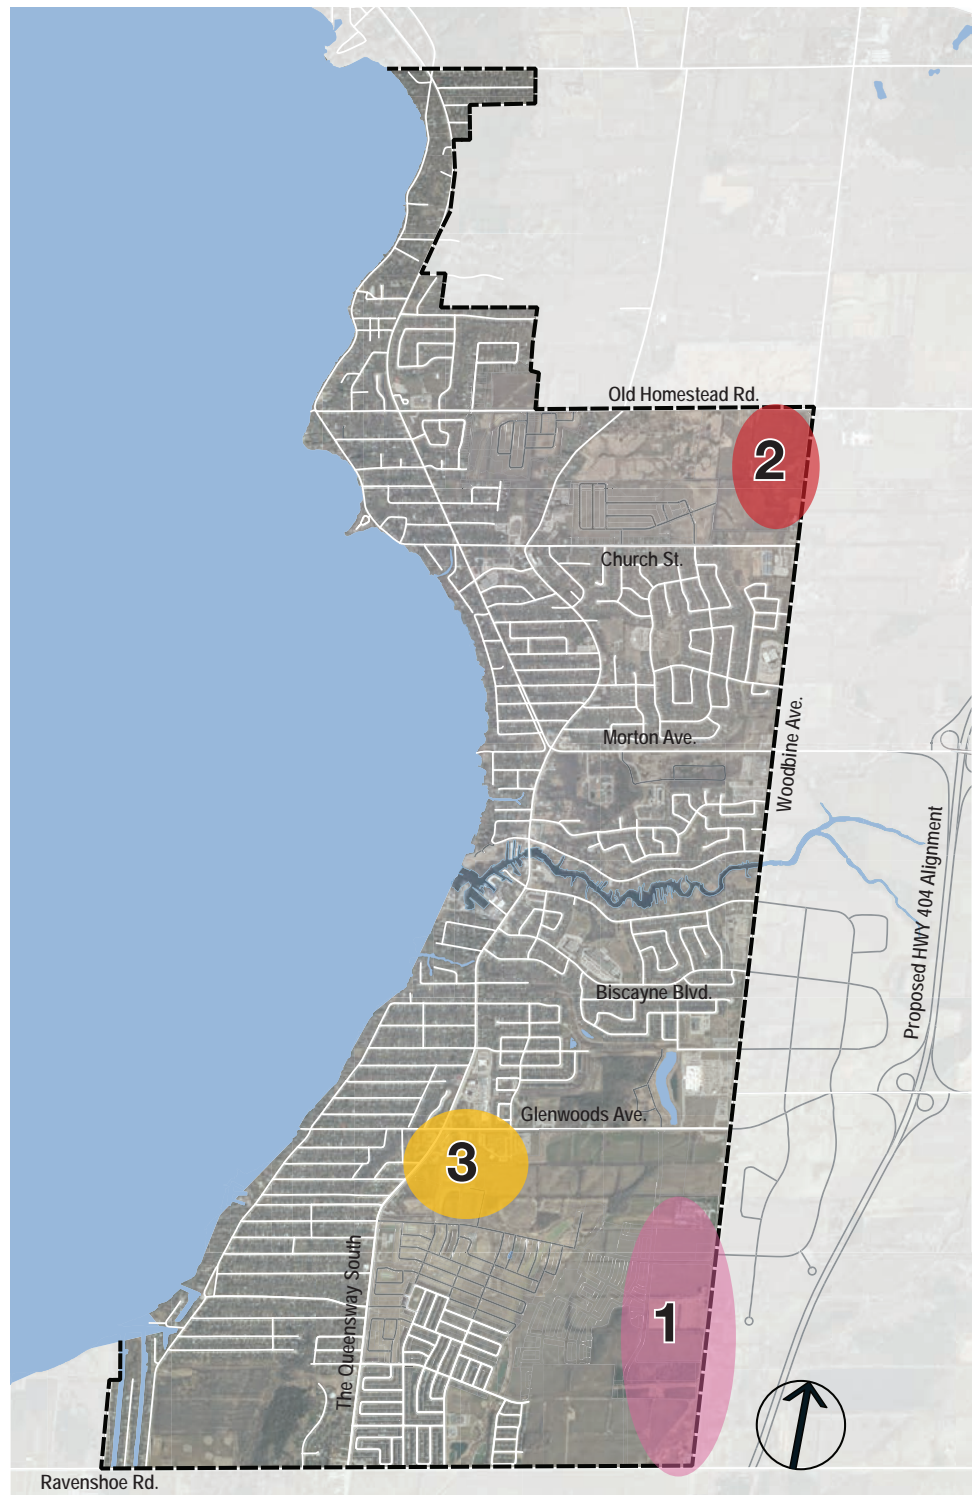 Old Homestead Rd.
2
Church St.
Morton Ave.
Woodbine Ave.
Proposed HWY 404 Alignment
Biscayne Blvd.
Glenwoods Ave.
3
The Queensway South
1
Ravenshoe Rd.